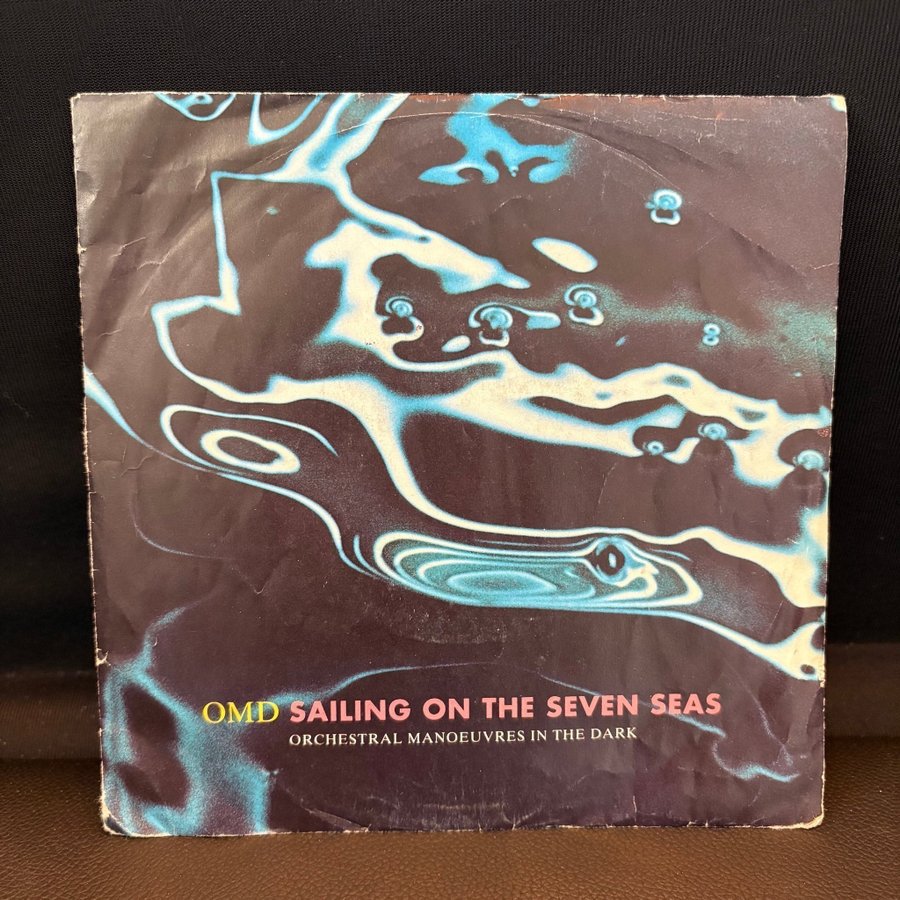 OMD SAILING ON THE SEVEN SEAS
ORCHESTRAL MANOEUVRES IN THE DARK